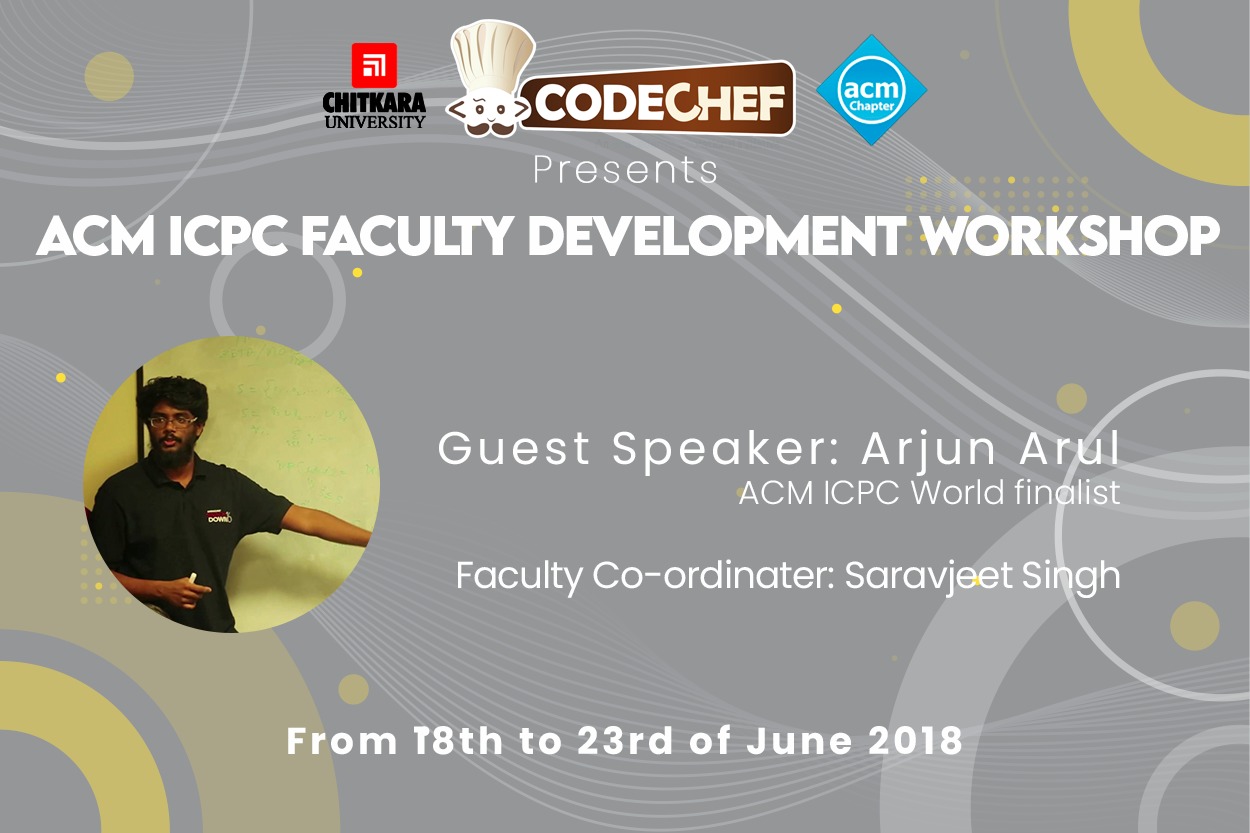 CHITKARA
UNIVERSITY
CODECHEF
acm
Chapter
Presents
ACM ICPC FACULTY DEVELOPMENT WORKSHOP
Guest Speaker: Arjun Arul
ACM ICPC World finalist
Faculty Co-ordinater: Saravjeet Singh
From 18th to 23rd of June 2018